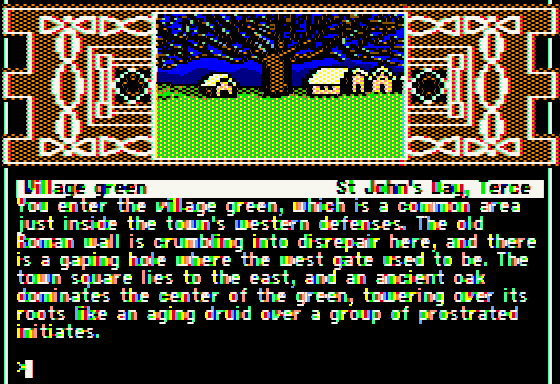 Village green St John's Day, Terce
You enter the village green, which is a common area
just inside the town's western defenses. The old
Roman wall is crumbling into disrepair here, and there
is a gaping hole where the west gate used to be. The
town square lies to the east, and an ancient oak
dominates the center of the green, towering over its
roots like an aging druid over a group of prostrated
initiates.
>